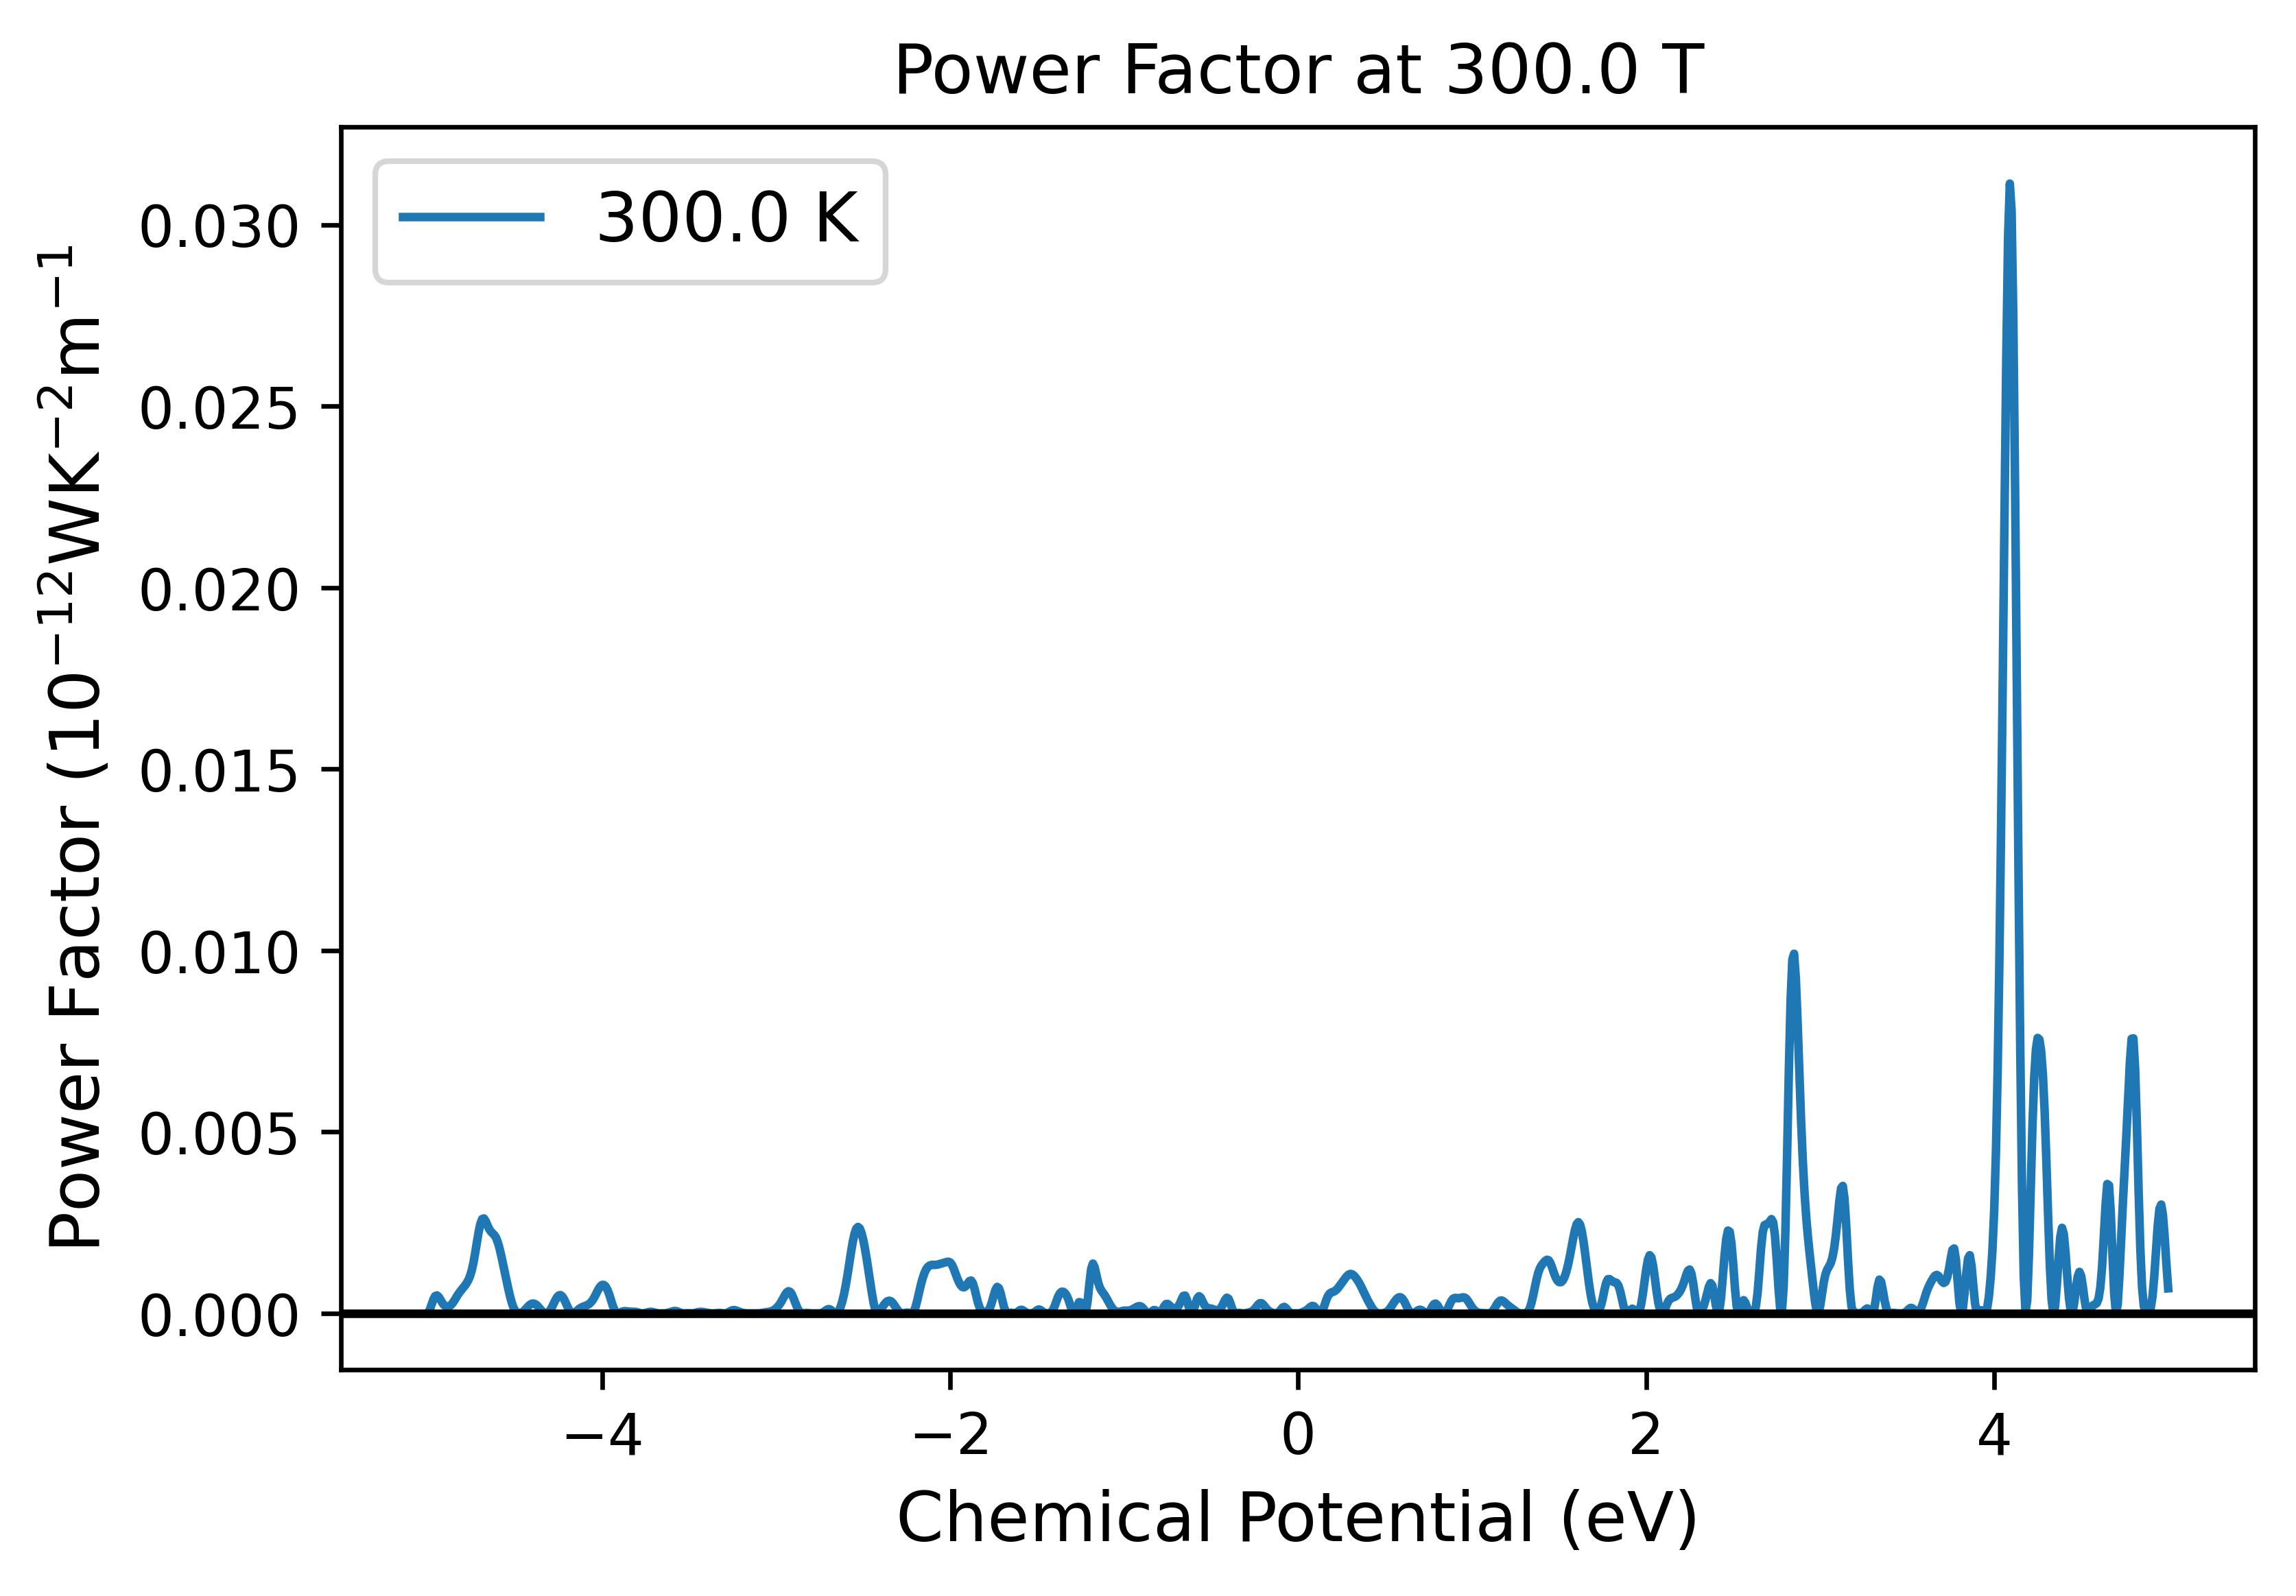 Power Factor at 300.0 T
300.0 K
Power Factor (10⁻¹²WK⁻²m⁻¹
0.030
0.025
0.020
0.015
0.010
0.005
0.000
−4 −2 0 2 4
Chemical Potential (eV)